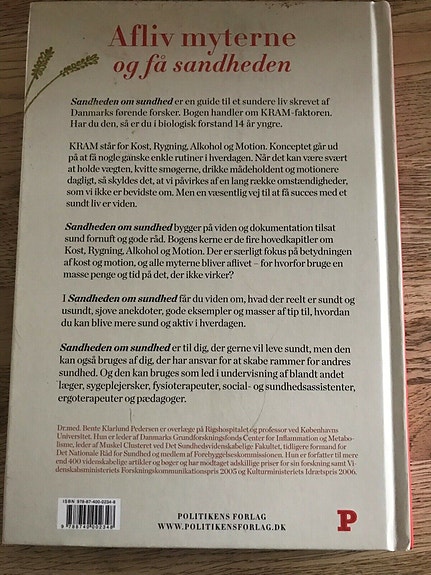 Afliv myterne
og få sandheden
Sandheden om sundhed er en guide til et sundere liv skrevet af
Danmarks førende forsker. Bogen handler om KRAM-faktoren.
Har du den, så er du i biologisk forstand 14 år yngre.
KRAM står for Kost, Rygning, Alkohol og Motion. Konceptet går ud
på at få nogle ganske enkle rutiner i hverdagen. Når det kan være svært
at holde vægten, kvitte smøgerne, drikke mådeholdent og motionere
dagligt, så skyldes det, at vi påvirkes af en lang række omstændigheder,
som vi ikke er bevidste om. Men en væsentlig vej til at få succes med et
sundt liv er viden.
Sandheden om sundhed bygger på viden og dokumentation tilsat
sund fornuft og gode råd. Bogens kerne er de fire hovedkapitler om
Kost, Rygning, Alkohol og Motion. Der er særligt fokus på betydningen
af kost og motion, og alle myterne bliver aflivet – for hvorfor bruge en
masse penge og tid på det, der ikke virker?
I Sandheden om sundhed får du viden om, hvad der reelt er sundt og
usundt, sjove anekdoter, gode eksempler og masser af tip til, hvordan
du kan blive mere sund og aktiv i hverdagen.
Sandheden om sundhed er til dig, der gerne vil leve sundt, men den
kan også bruges af dig, der har ansvar for at skabe rammer for andres
sundhed. Og den kan bruges som led i undervisning af blandt andet
læger, sygeplejersker, fysioterapeuter, social- og sundhedsassistenter,
ergoterapeuter og pædagoger.
Dr.med. Bente Klarlund Pedersen er overlæge på Rigshospitalet og professor ved Københavns
Universitet. Hun er leder af Danmarks Grundforskningsfonds Center for Inflammation og Metabo-
lisme, leder af Muskel Clusteret ved Det Sundhedsvidenskabelige Fakultet, tidligere formand for
Det Nationale Råd for Sundhed og medlem af Forebyggelseskommissionen. Hun er forfatter til mere
end 400 videnskabelige artikler og bøger og har modtaget adskillige priser for sin forskning samt Vi-
denskabsministeriets Forskningskommunikationspris 2005 og Kulturministeriets Idrætspris 2006.
ISBN 978-87-400-0234-8
9 788740 002348
POLITIKENS FORLAG
WWW.POLITIKENSFORLAG.DK
P